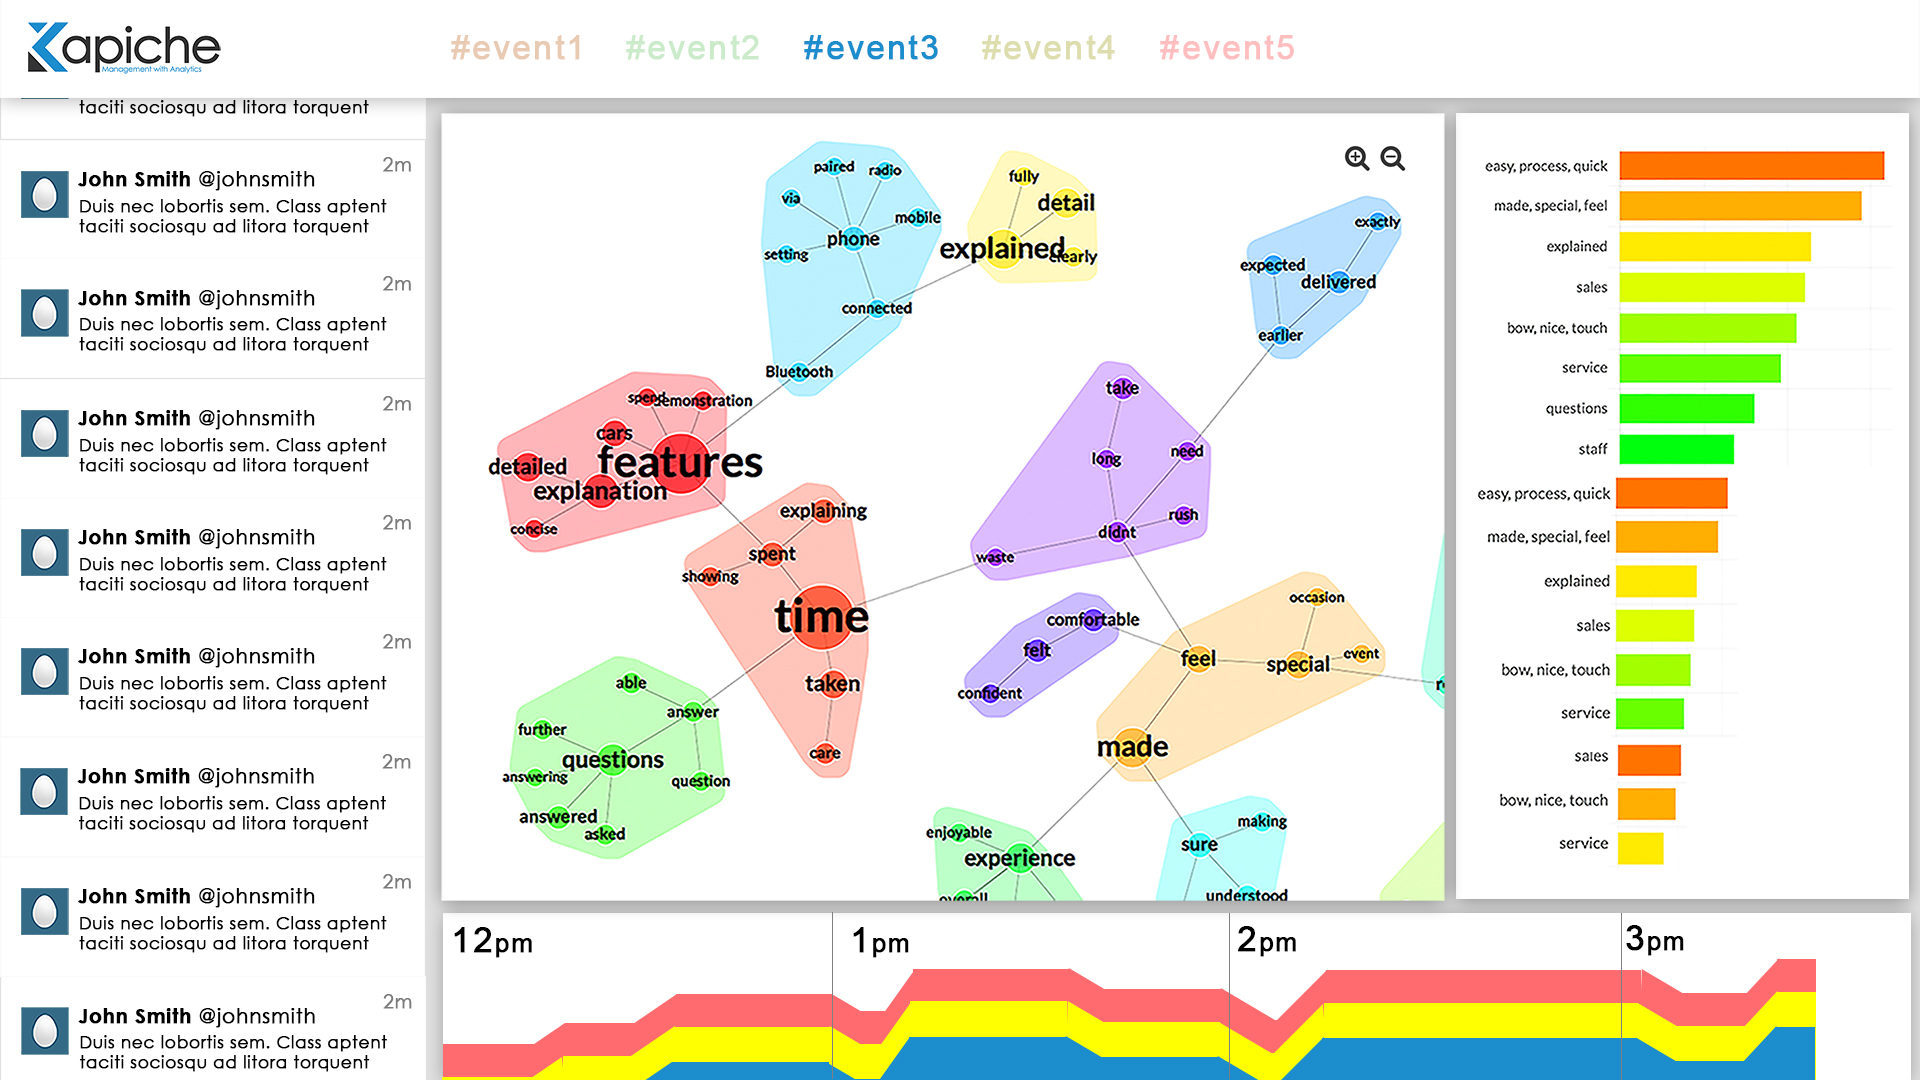 Kapiche
Management with Analytics
#event1 #event2 #event3 #event4 #event5
taciti sociosqu ad litora torquent
2m
John Smith @johnsmith
Duis nec lobortis sem. Class aptent
taciti sociosqu ad litora torquent
2m
John Smith @johnsmith
Duis nec lobortis sem. Class aptent
taciti sociosqu ad litora torquent
2m
John Smith @johnsmith
Duis nec lobortis sem. Class aptent
taciti sociosqu ad litora torquent
2m
John Smith @johnsmith
Duis nec lobortis sem. Class aptent
taciti sociosqu ad litora torquent
2m
John Smith @johnsmith
Duis nec lobortis sem. Class aptent
taciti sociosqu ad litora torquent
2m
John Smith @johnsmith
Duis nec lobortis sem. Class aptent
taciti sociosqu ad litora torquent
2m
John Smith @johnsmith
Duis nec lobortis sem. Class aptent
taciti sociosqu ad litora torquent
2m
John Smith @johnsmith
Duis nec lobortis sem. Class aptent
taciti sociosqu ad litora torquent
paired
radio
via
mobile
phone
setting
connected
Bluetooth
fully
detail
explained
clearly
exactly
expected
delivered
earlier
spend
demonstration
cars
features
detailed
explanation
concise
take
long
need
rush
didnt
waste
explaining
spent
showing
time
taken
care
comfortable
felt
confident
occasion
feel
special
event
made
able
answer
further
questions
answering
question
answered
asked
enjoyable
experience
overall
making
sure
understood
easy, process, quick
made, special, feel
explained
sales
bow, nice, touch
service
questions
staff
easy, process, quick
made, special, feel
explained
sales
bow, nice, touch
service
sales
bow, nice, touch
service
12pm
1pm
2pm
3pm